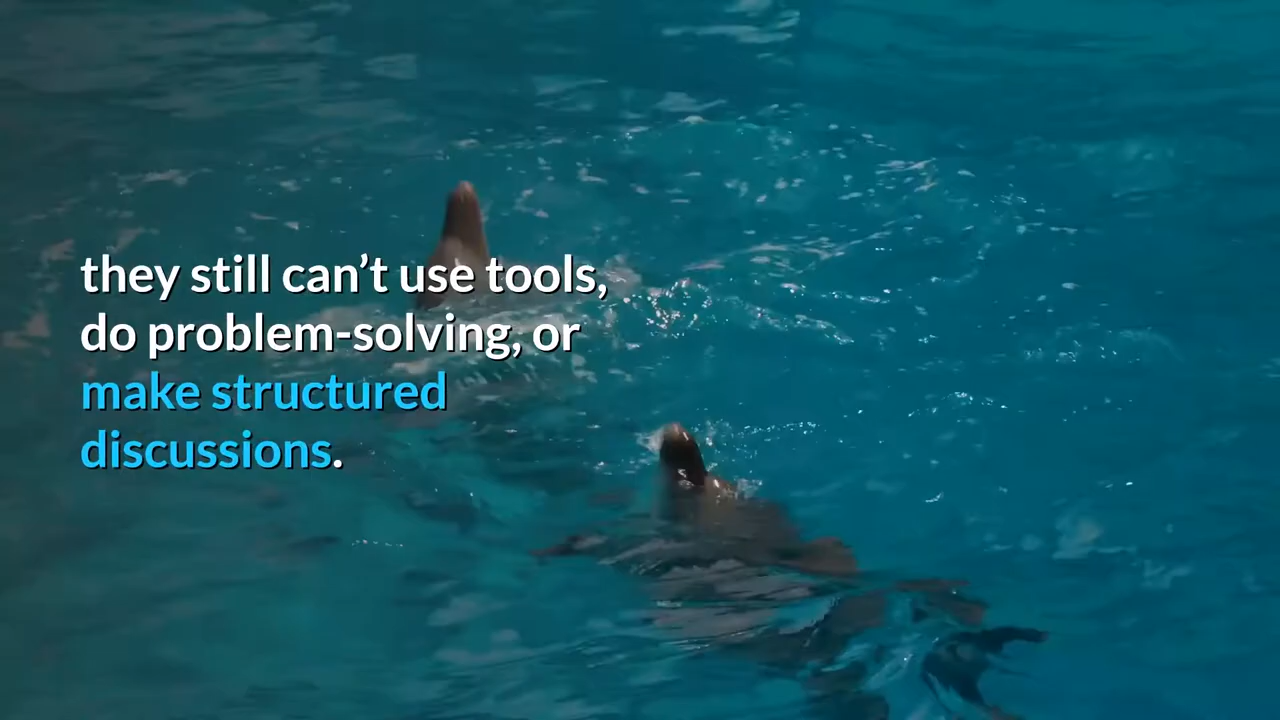 they still can’t use tools,
do problem-solving, or
make structured
discussions.